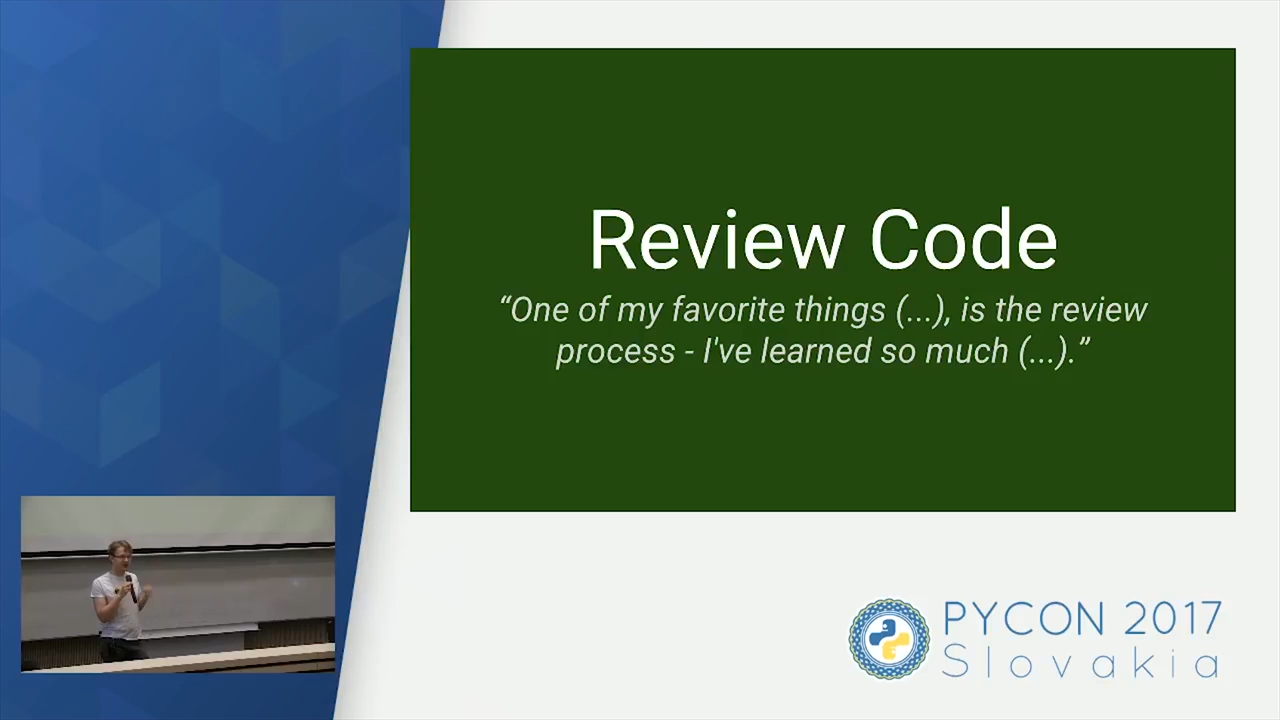 Review Code
“One of my favorite things (...), is the review
process - I've learned so much (...).”
PYCON 2017
Slovakia